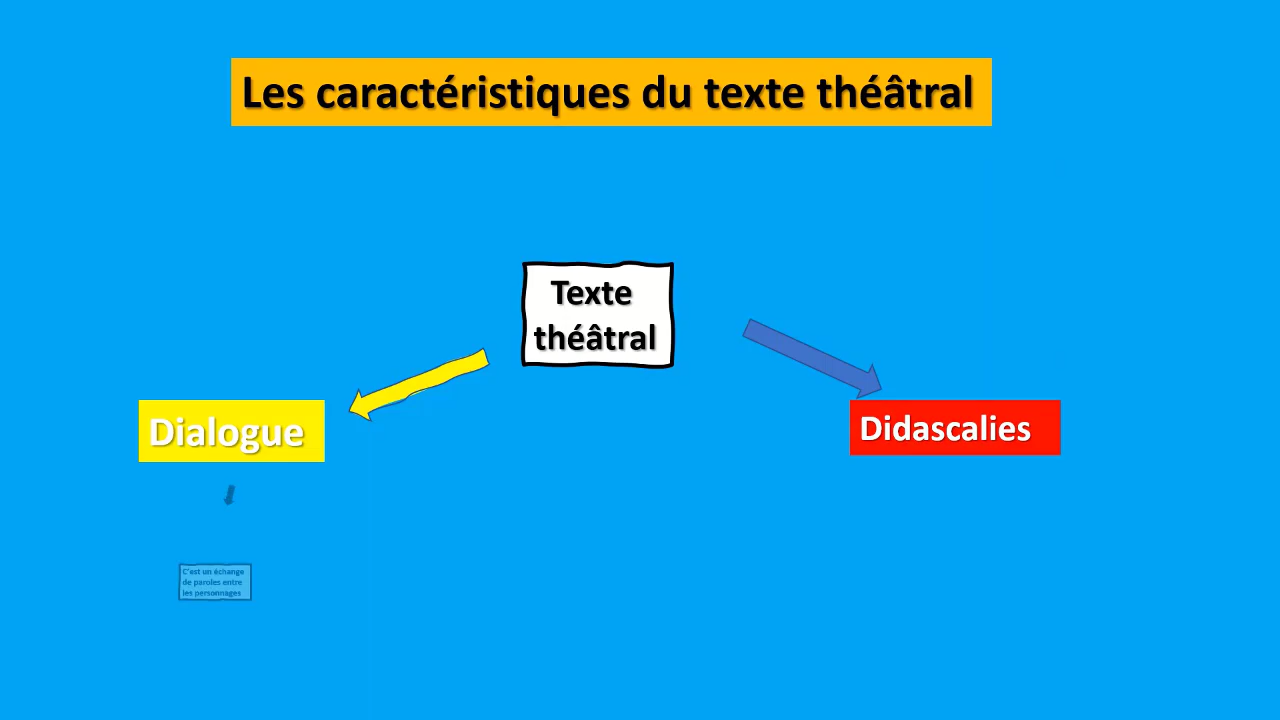 Les caractéristiques du texte théâtral
Texte
théâtral
Dialogue
Didascalies
C'est un échange
de paroles entre
les personnages